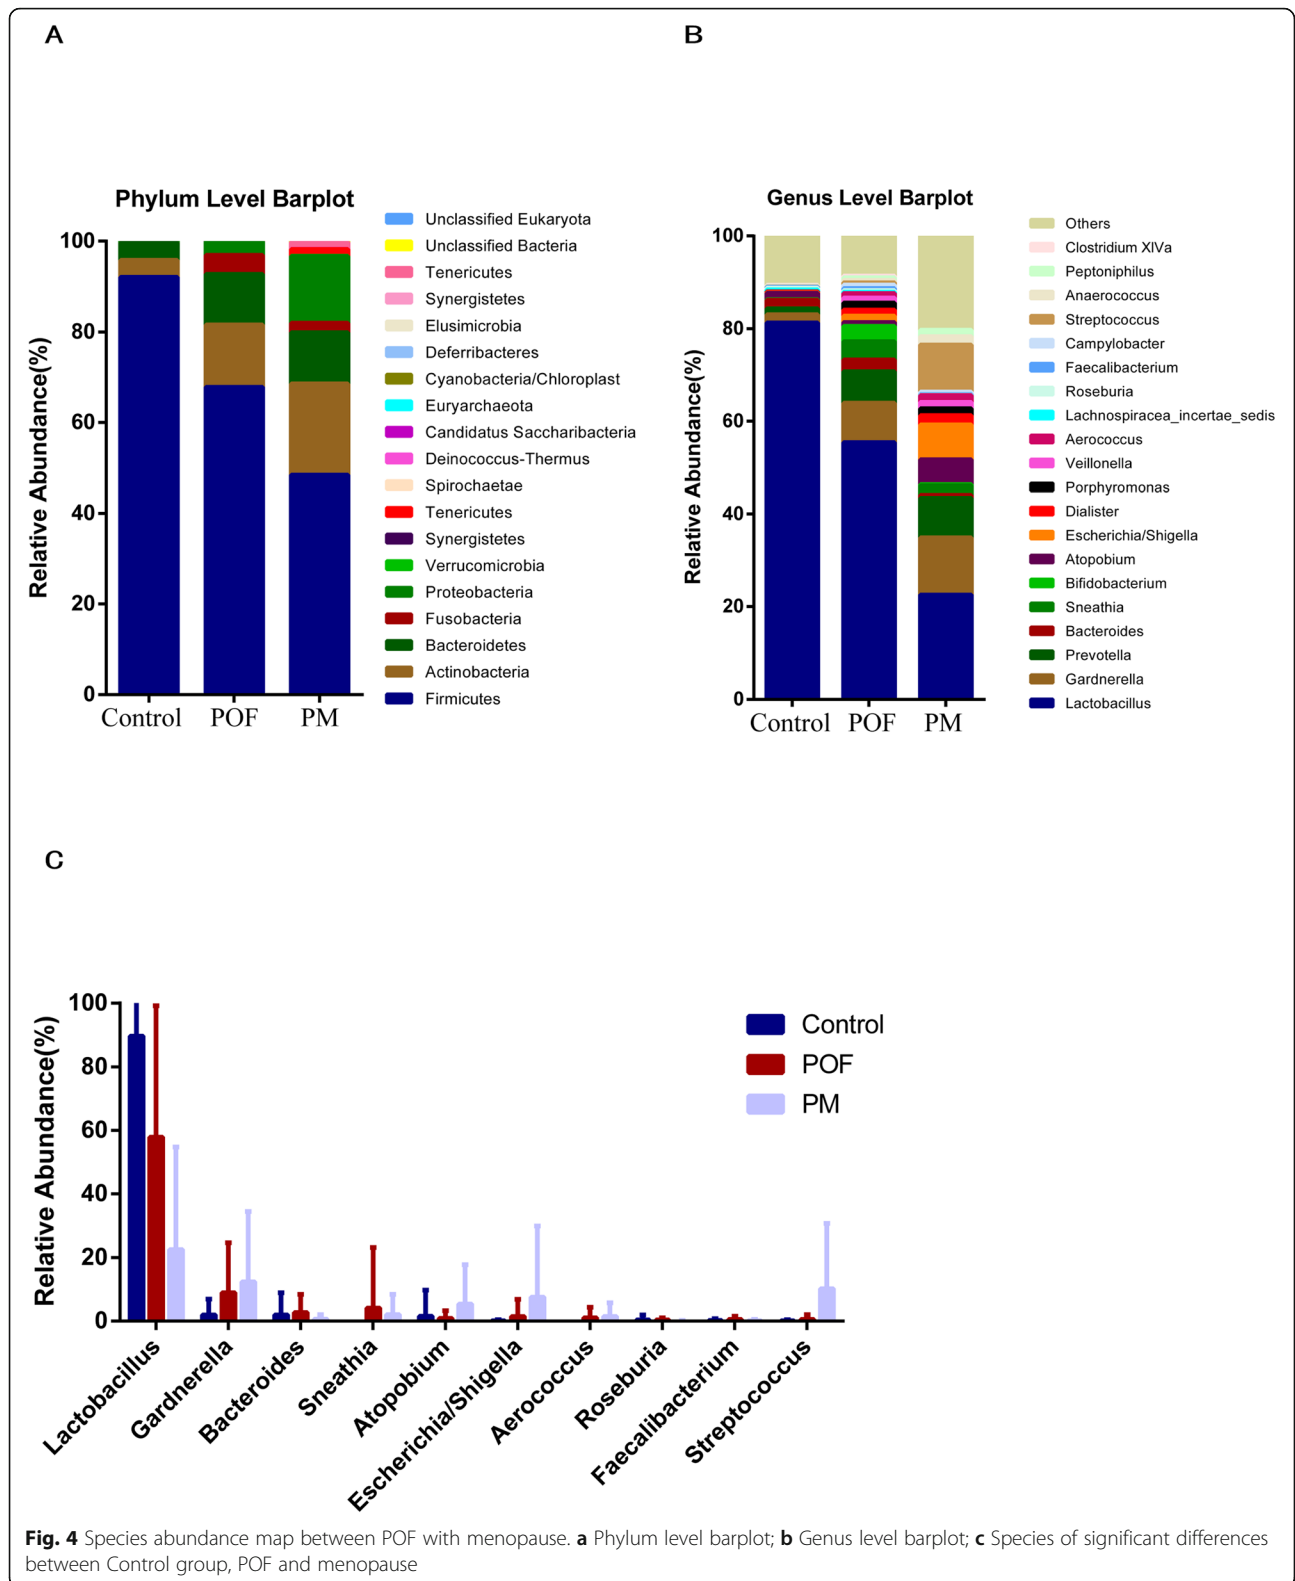 A
Phylum Level Barplot
Relative Abundance(%)
100
80
60
40
20
0
Control POF PM
Unclassified Eukaryota
Unclassified Bacteria
Tenericutes
Synergistetes
Elusimicrobia
Deferribacteres
Cyanobacteria/Chloroplast
Euryarchaeota
Candidatus Saccharibacteria
Deinococcus-Thermus
Spirochaetae
Tenericutes
Synergistetes
Verrucomicrobia
Proteobacteria
Fusobacteria
Bacteroidetes
Actinobacteria
Firmicutes
B
Genus Level Barplot
Relative Abundance(%)
100
80
60
40
20
0
Control POF PM
Others
Clostridium XlVa
Peptoniphilus
Anaerococcus
Streptococcus
Campylobacter
Faecalibacterium
Roseburia
Lachnospiracea_incertae_sedis
Aerococcus
Veillonella
Porphyromonas
Dialister
Escherichia/Shigella
Atopobium
Bifidobacterium
Sneathia
Bacteroides
Prevotella
Gardnerella
Lactobacillus
C
Relative Abundance(%)
100
80
60
40
20
0
Control
POF
PM
Lactobacillus
Gardnerella
Bacteroides
Sneathia
Atopobium
Escherichia/Shigella
Aerococcus
Roseburia
Faecalibacterium
Streptococcus
Fig. 4 Species abundance map between POF with menopause. a Phylum level barplot; b Genus level barplot; c Species of significant differences
between Control group, POF and menopause